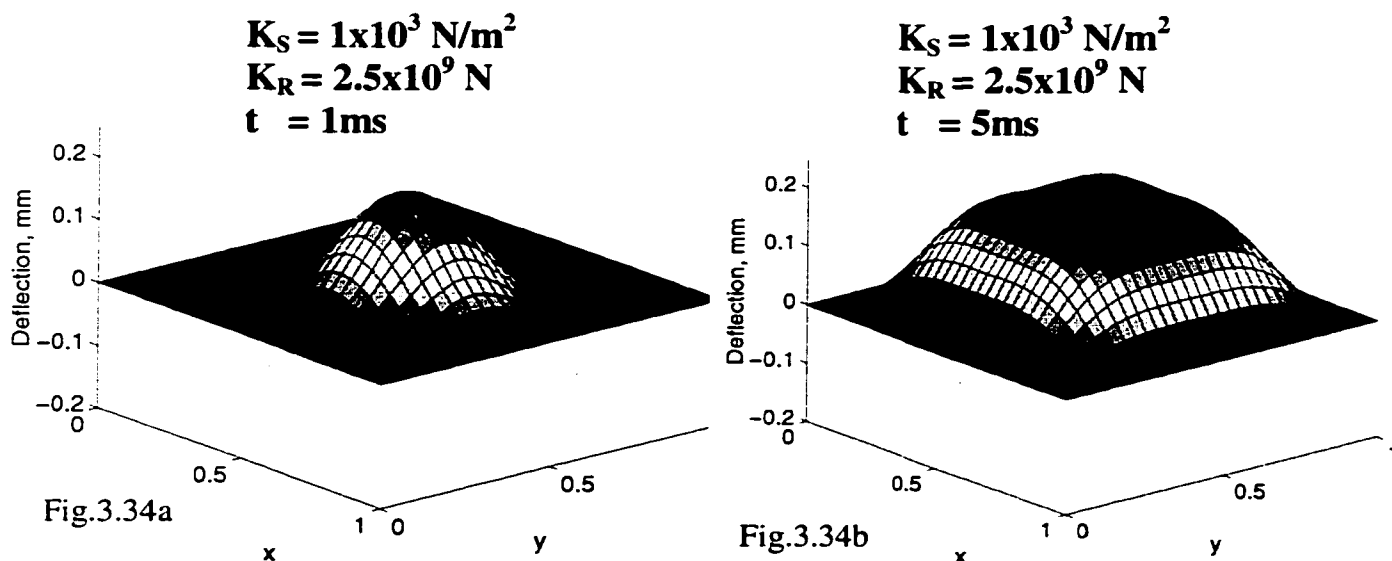 K_S = 1x10^3 N/m^2
K_R = 2.5x10^9 N
t = 1ms
0.2
0.1
0
−0.1
−0.2
Deflection, mm
0
0.5
1
x
0
0.5
y
Fig.3.34a
K_S = 1x10^3 N/m^2
K_R = 2.5x10^9 N
t = 5ms
0.2
0.1
0
−0.1
−0.2
Deflection, mm
0
0.5
1
x
0
0.5
y
Fig.3.34b